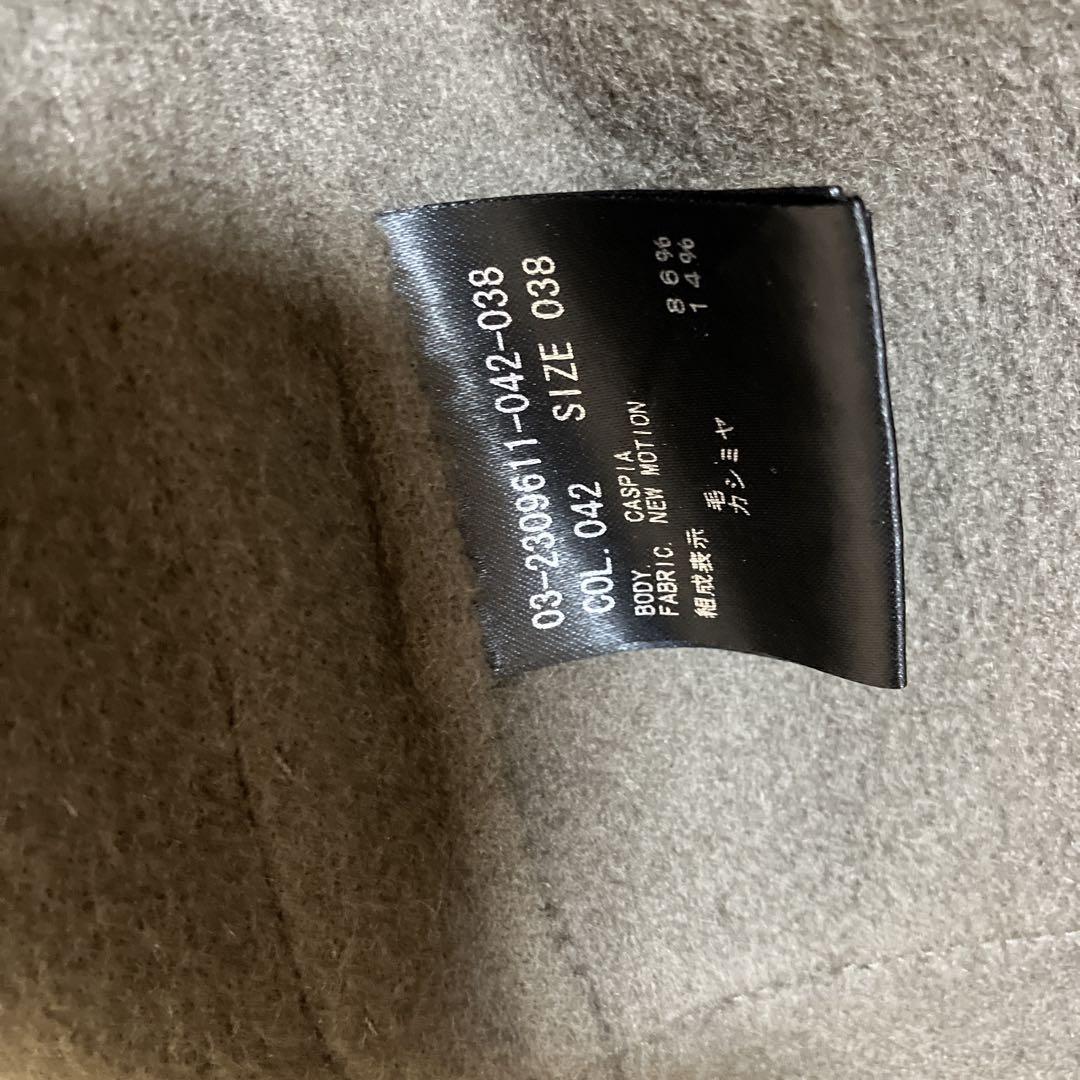 03-2309611-042-038
COL. 042 SIZE 038
BODY. CASPIA
FABRIC. NEW MOTION
組成表示
毛 86%
カシミヤ 14%